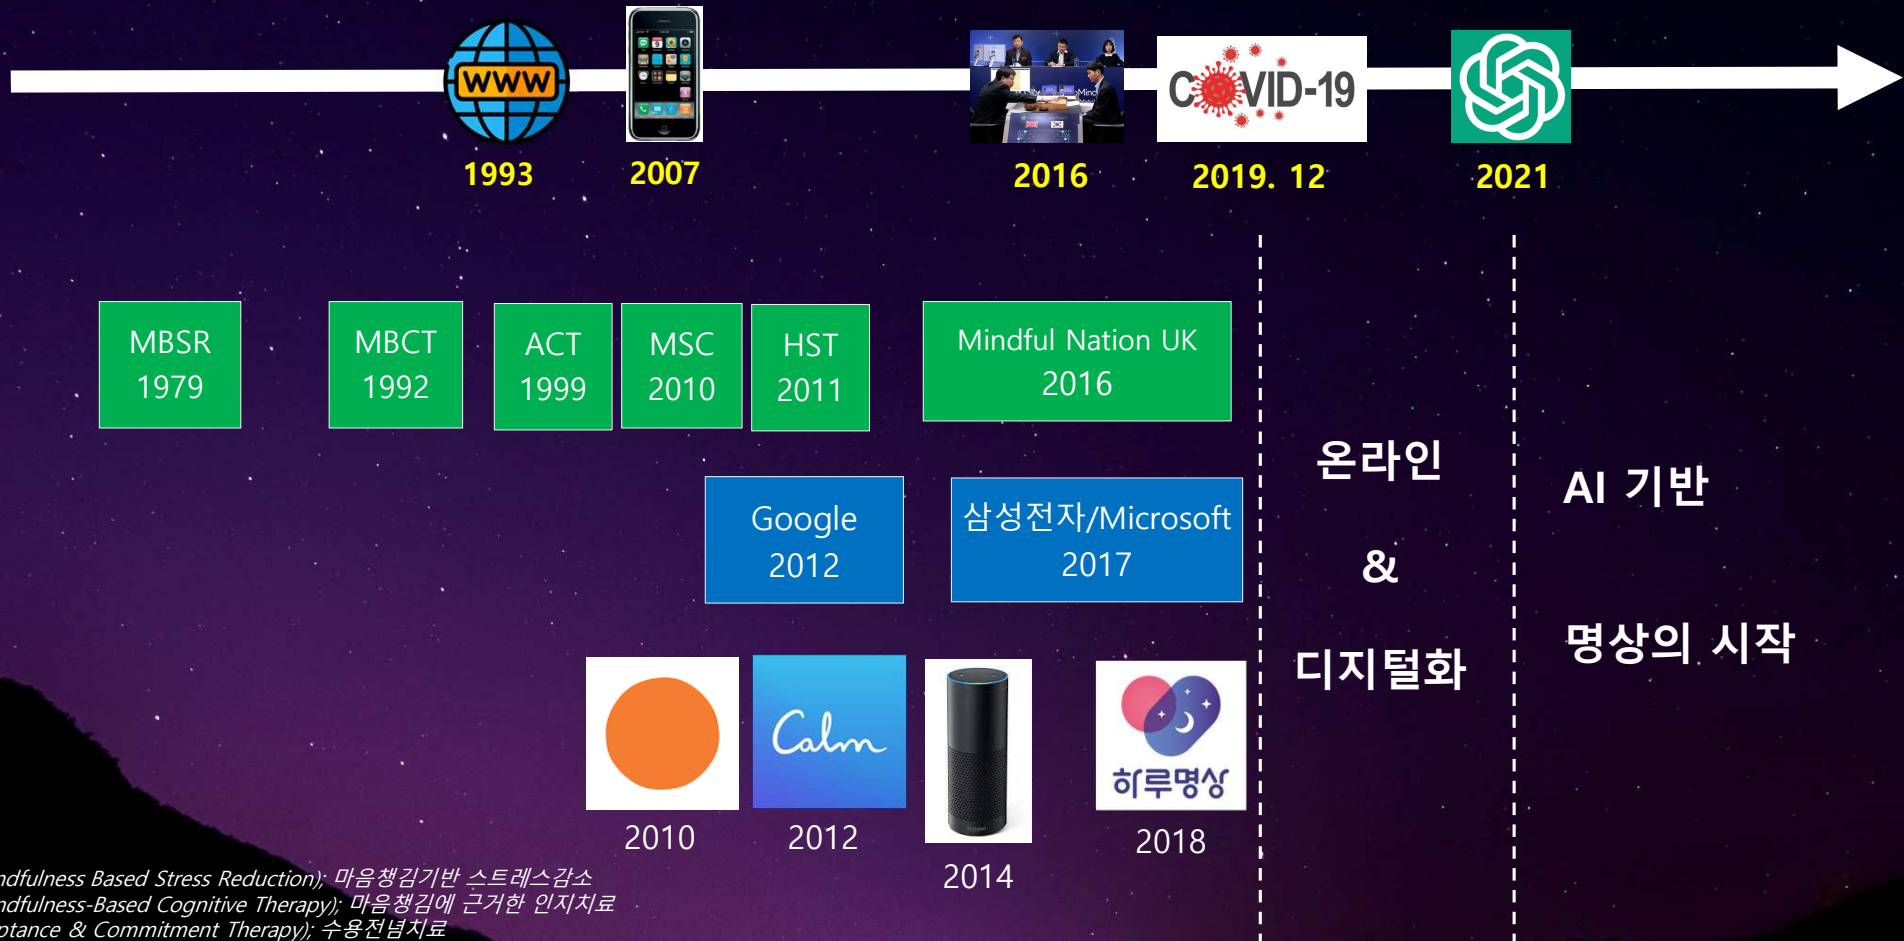 WWW
COVID-19
1993
2007
2016
2019. 12
2021
MBSR
1979
MBCT
1992
ACT
1999
MSC
2010
HST
2011
Mindful Nation UK
2016
Google
2012
삼성전자/Microsoft
2017
온라인
&
디지털화
AI 기반
명상의 시작
Calm
하루명상
2010
2012
2014
2018
ndfulness Based Stress Reduction); 마음챙김기반 스트레스감소
ndfulness-Based Cognitive Therapy); 마음챙김에 근거한 인지치료
ptance & Commitment Therapy); 수용전념치료